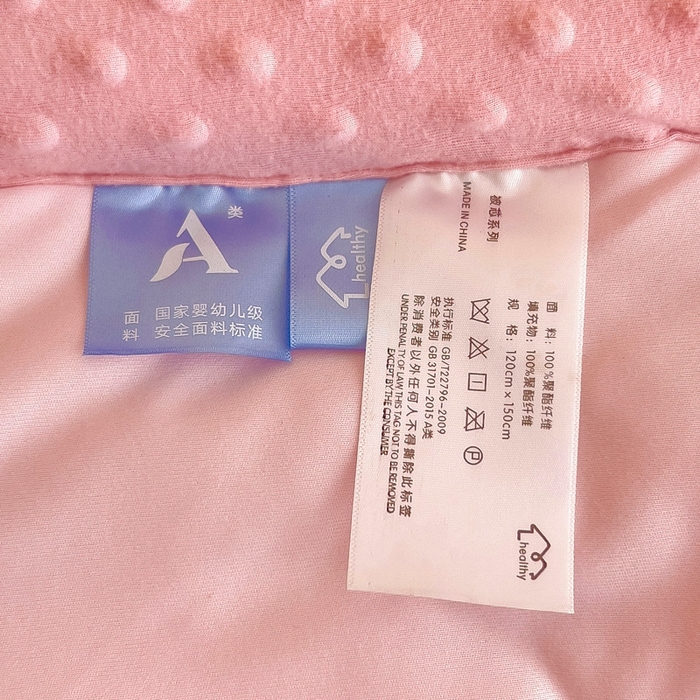 A类
面料
国家婴幼儿级
安全面料标准
healthy
被芯系列
MADE IN CHINA
面 料: 100%聚酯纤维
填充物: 100%聚酯纤维
规 格: 120cm×150cm
P
执行标准 GB/T22796-2009
安全类别 GB 31701-2015 A类
除消费者以外任何人不得撕除此标签
UNDER PENALTY OF LAW THIS TAG NOT TO BE REMOVED
EXCEPT BY THE CONSUMER
healthy